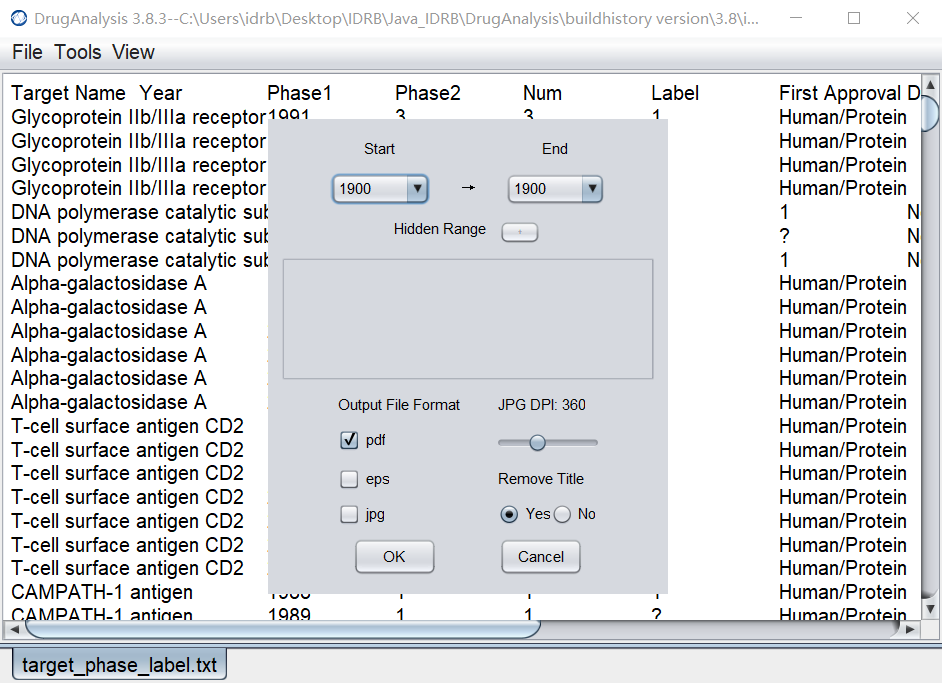 DrugAnalysis 3.8.3--C:\Users\idrb\Desktop\IDRB\Java_IDRB\DrugAnalysis\buildhistory version\3.8\i...
File Tools View
Target Name Year Phase1 Phase2 Num Label First Approval D
Glycoprotein IIb/IIIa receptor 1991 3 3 1 Human/Protein
Glycoprotein IIb/IIIa receptor Human/Protein
Glycoprotein IIb/IIIa receptor Human/Protein
Glycoprotein IIb/IIIa receptor Human/Protein
DNA polymerase catalytic sub 1 N
DNA polymerase catalytic sub ? N
DNA polymerase catalytic sub 1 N
Alpha-galactosidase A Human/Protein
Alpha-galactosidase A Human/Protein
Alpha-galactosidase A Human/Protein
Alpha-galactosidase A Human/Protein
Alpha-galactosidase A Human/Protein
Alpha-galactosidase A Human/Protein
T-cell surface antigen CD2 Human/Protein
T-cell surface antigen CD2 Human/Protein
T-cell surface antigen CD2 Human/Protein
T-cell surface antigen CD2 Human/Protein
T-cell surface antigen CD2 Human/Protein
T-cell surface antigen CD2 Human/Protein
T-cell surface antigen CD2 Human/Protein
CAMPATH-1 antigen Human/Protein
CAMPATH-1 antigen 1989 1 1 ? Human/Protein
Start End
1900 → 1900
Hidden Range +
Output File Format JPG DPI: 360
pdf
eps Remove Title
jpg Yes No
OK Cancel
target_phase_label.txt